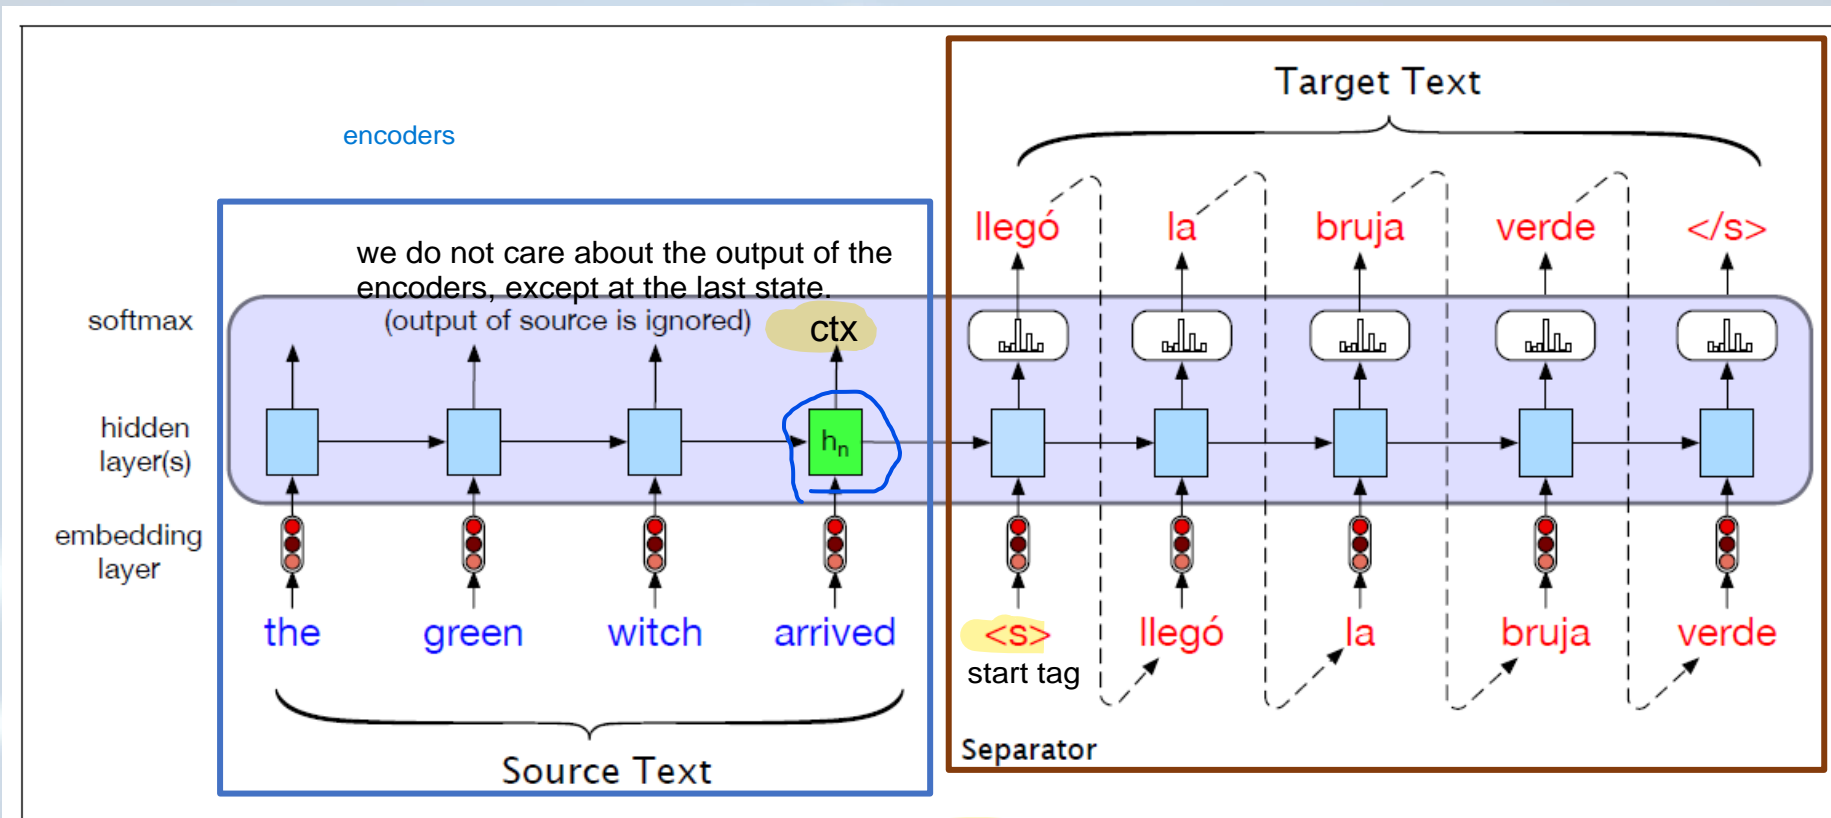 Target Text
encoders
llegó la bruja verde </s>
we do not care about the output of the
encoders, except at the last state.
softmax
(output of source is ignored)
ctx
hidden
layer(s)
hn
embedding
layer
the green witch arrived
<s> llegó la bruja verde
start tag
Separator
Source Text